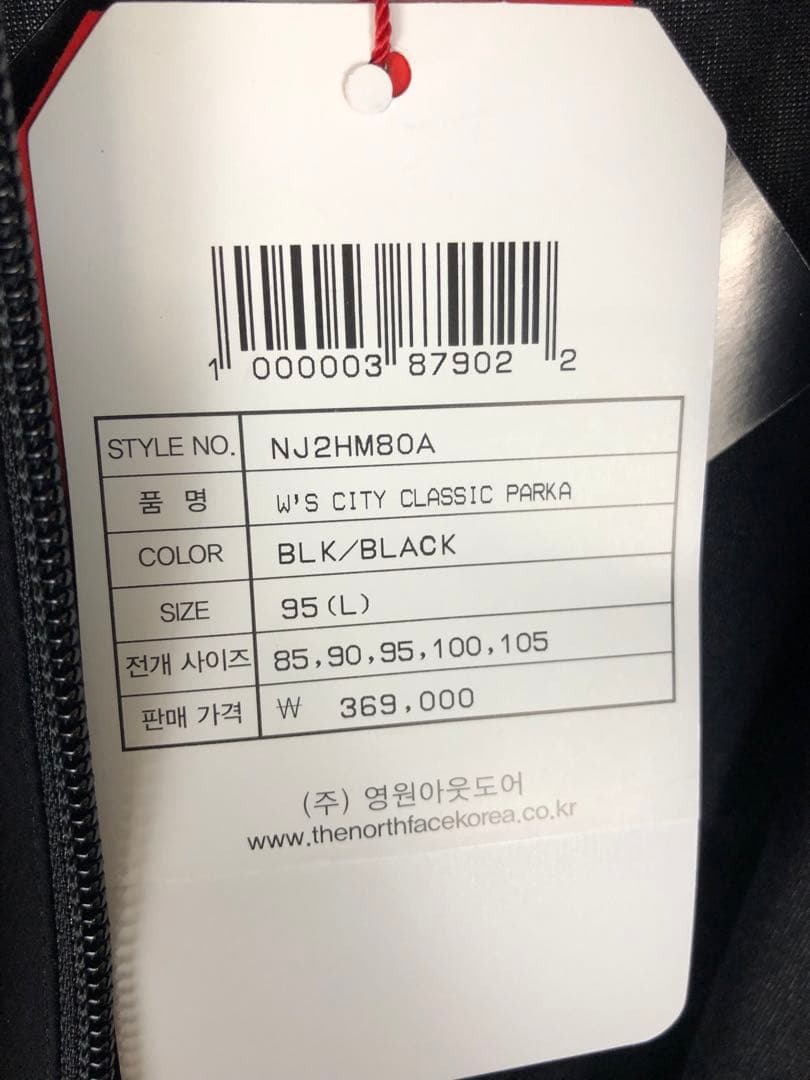 1 000003 87902 2
STYLE NO. NJ2HM80A
품 명 W'S CITY CLASSIC PARKA
COLOR BLK/BLACK
SIZE 95(L)
전개 사이즈 85,90,95,100,105
판매 가격 ₩ 369,000
(주) 영원아웃도어
www.thenorthfacekorea.co.kr